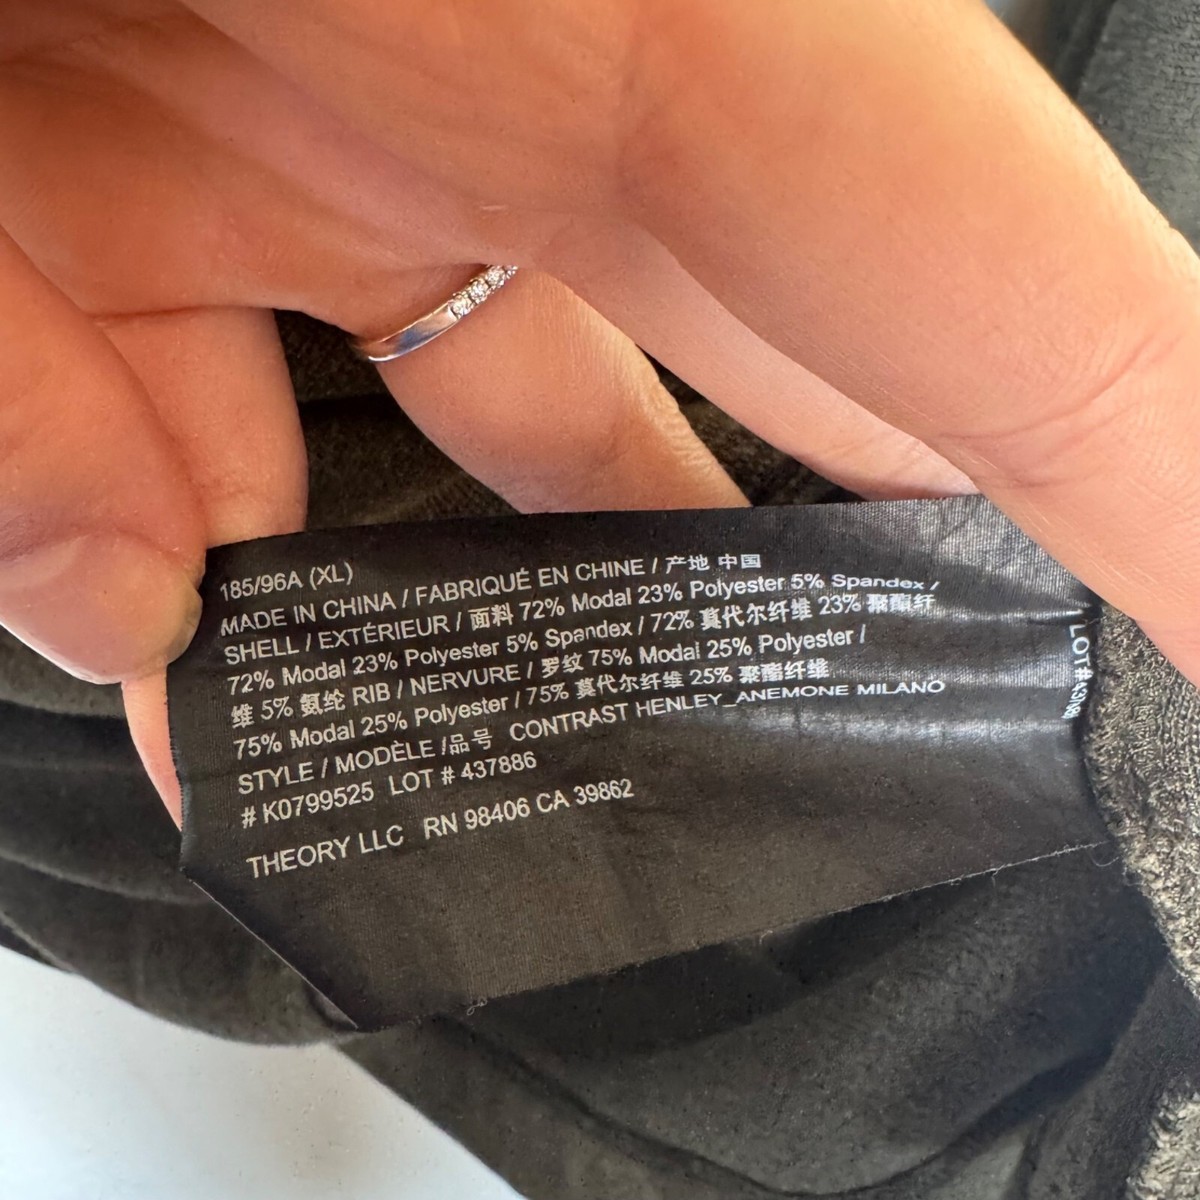 185/96A (XL)
MADE IN CHINA / FABRIQUÉ EN CHINE / 产地 中国
SHELL / EXTÉRIEUR / 面料 72% Modal 23% Polyester 5% Spandex /
72% Modal 23% Polyester 5% Spandex / 72% 莫代尔纤维 23% 聚酯纤
维 5% 氨纶 RIB / NERVURE / 罗纹 75% Modal 25% Polyester /
75% Modal 25% Polyester / 75% 莫代尔纤维 25% 聚酯纤维
STYLE / MODÈLE /品号 CONTRAST HENLEY_ANEMONE MILANO
# K0799525 LOT # 437886
THEORY LLC RN 98406 CA 39862
LOT#